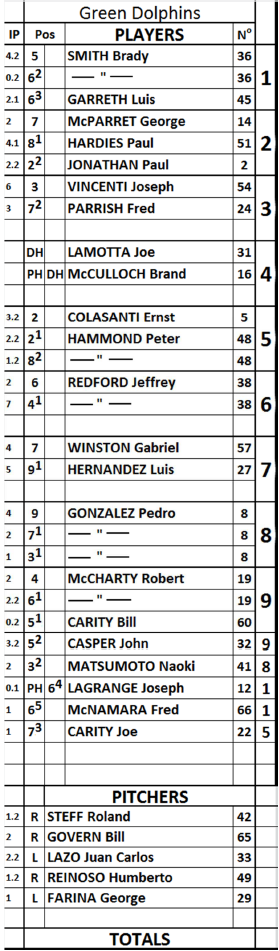 Green Dolphins
IP Pos PLAYERS Nº
4.2 5 SMITH Brady 36
0.2 6² — " — 36 1
2.1 6³ GARRETH Luis 45
2 7 McPARRET George 14
4.1 8¹ HARDIES Paul 51 2
2.2 2² JONATHAN Paul 2
6 3 VINCENTI Joseph 54
3 7² PARRISH Fred 24 3
DH LAMOTTA Joe 31
PH DH McCULLOCH Brand 16 4
3.2 2 COLASANTI Ernst 5
2.2 2¹ HAMMOND Peter 48 5
1.2 8² — " — 48
2 6 REDFORD Jeffrey 38
7 4¹ — " — 38 6
4 7 WINSTON Gabriel 57
5 9¹ HERNANDEZ Luis 27 7
4 9 GONZALEZ Pedro 8
2 7¹ — " — 8 8
1 3¹ — " — 8
2 4 McCHARTY Robert 19
2.2 6¹ — " — 19 9
0.2 5¹ CARITY Bill 60
3.2 5² CASPER John 32 9
2 3² MATSUMOTO Naoki 41 8
0.1 PH 6⁴ LAGRANGE Joseph 12 1
1 6⁵ McNAMARA Fred 66 1
1 7³ CARITY Joe 22 5
PITCHERS
1.2 R STEFF Roland 42
2 R GOVERN Bill 65
2.2 L LAZO Juan Carlos 33
1.2 R REINOSO Humberto 49
1 L FARINA George 29
TOTALS